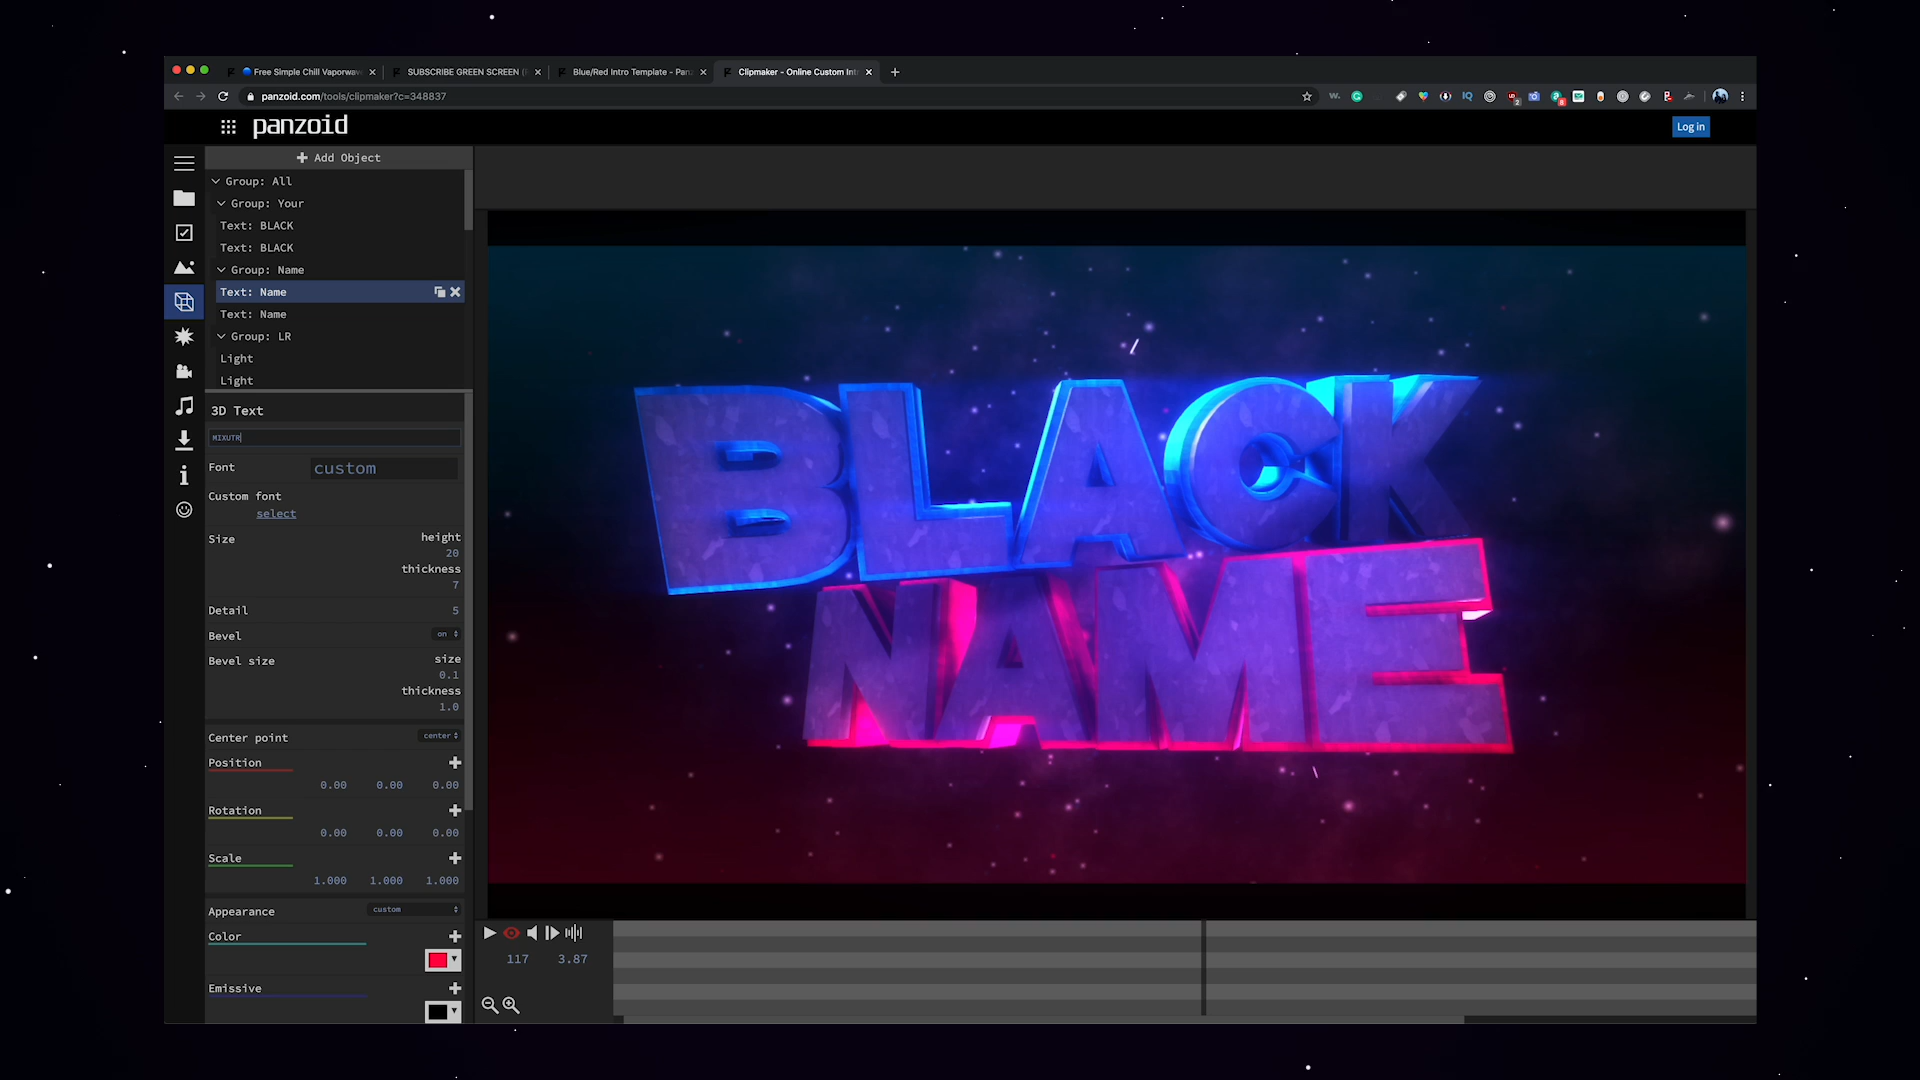 Free Simple Chill Vaporwav
SUBSCRIBE GREEN SCREEN (
Blue/Red Intro Template - Pan
Clipmaker - Online Custom Int
panzoid.com/tools/clipmaker?c=348837
panzoid
Log in
Add Object
Group: All
Group: Your
Text: BLACK
Text: BLACK
Group: Name
Text: Name
Text: Name
Group: LR
Light
Light
3D Text
MIXUTR
Font custom
Custom font
select
Size height
20
thickness
7
Detail 5
Bevel on
Bevel size size
0.1
thickness
1.0
Center point center
Position
0.00 0.00 0.00
Rotation
0.00 0.00 0.00
Scale
1.000 1.000 1.000
Appearance custom
Color
Emissive
BLACK
NAME
117 3.87